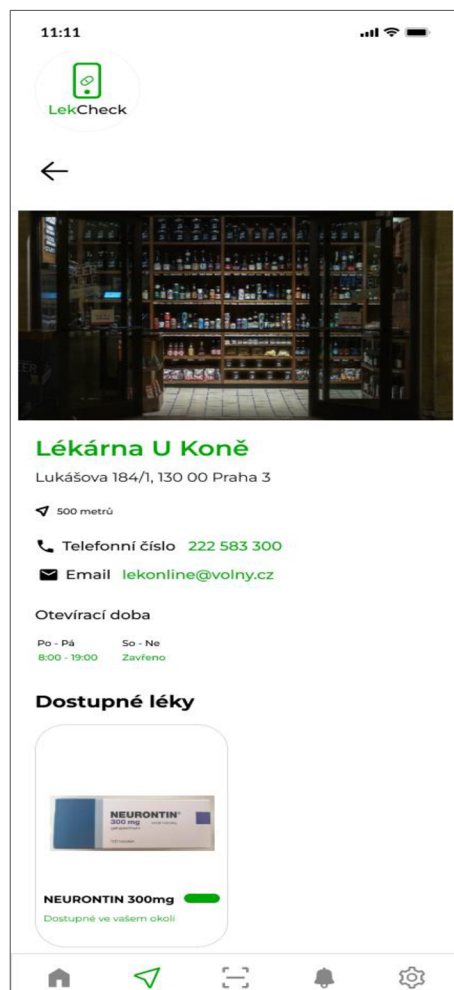 11:11
LekCheck
Lékárna U Koně
Lukášova 184/1, 130 00 Praha 3
500 metrů
Telefonní číslo 222 583 300
Email lekonline@volny.cz
Otevírací doba
Po - Pá So - Ne
8:00 - 19:00 Zavřeno
Dostupné léky
NEURONTIN®
300 mg
NEURONTIN 300mg
Dostupné ve vašem okolí